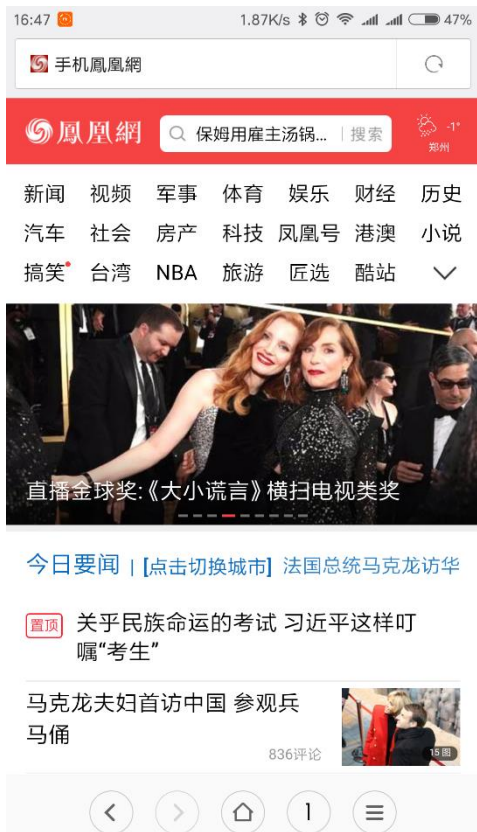 16:47 1.87K/s 47%
手机鳳凰網
鳳凰網 保姆用雇主汤锅... 搜索 -1°
郑州
新闻 视频 军事 体育 娱乐 财经 历史
汽车 社会 房产 科技 凤凰号 港澳 小说
搞笑 台湾 NBA 旅游 匠选 酷站
直播金球奖:《大小谎言》横扫电视类奖
今日要闻 | [点击切换城市] 法国总统马克龙访华
置顶 关乎民族命运的考试 习近平这样叮
嘱“考生”
马克龙夫妇首访中国 参观兵
马俑
836评论 15图
1